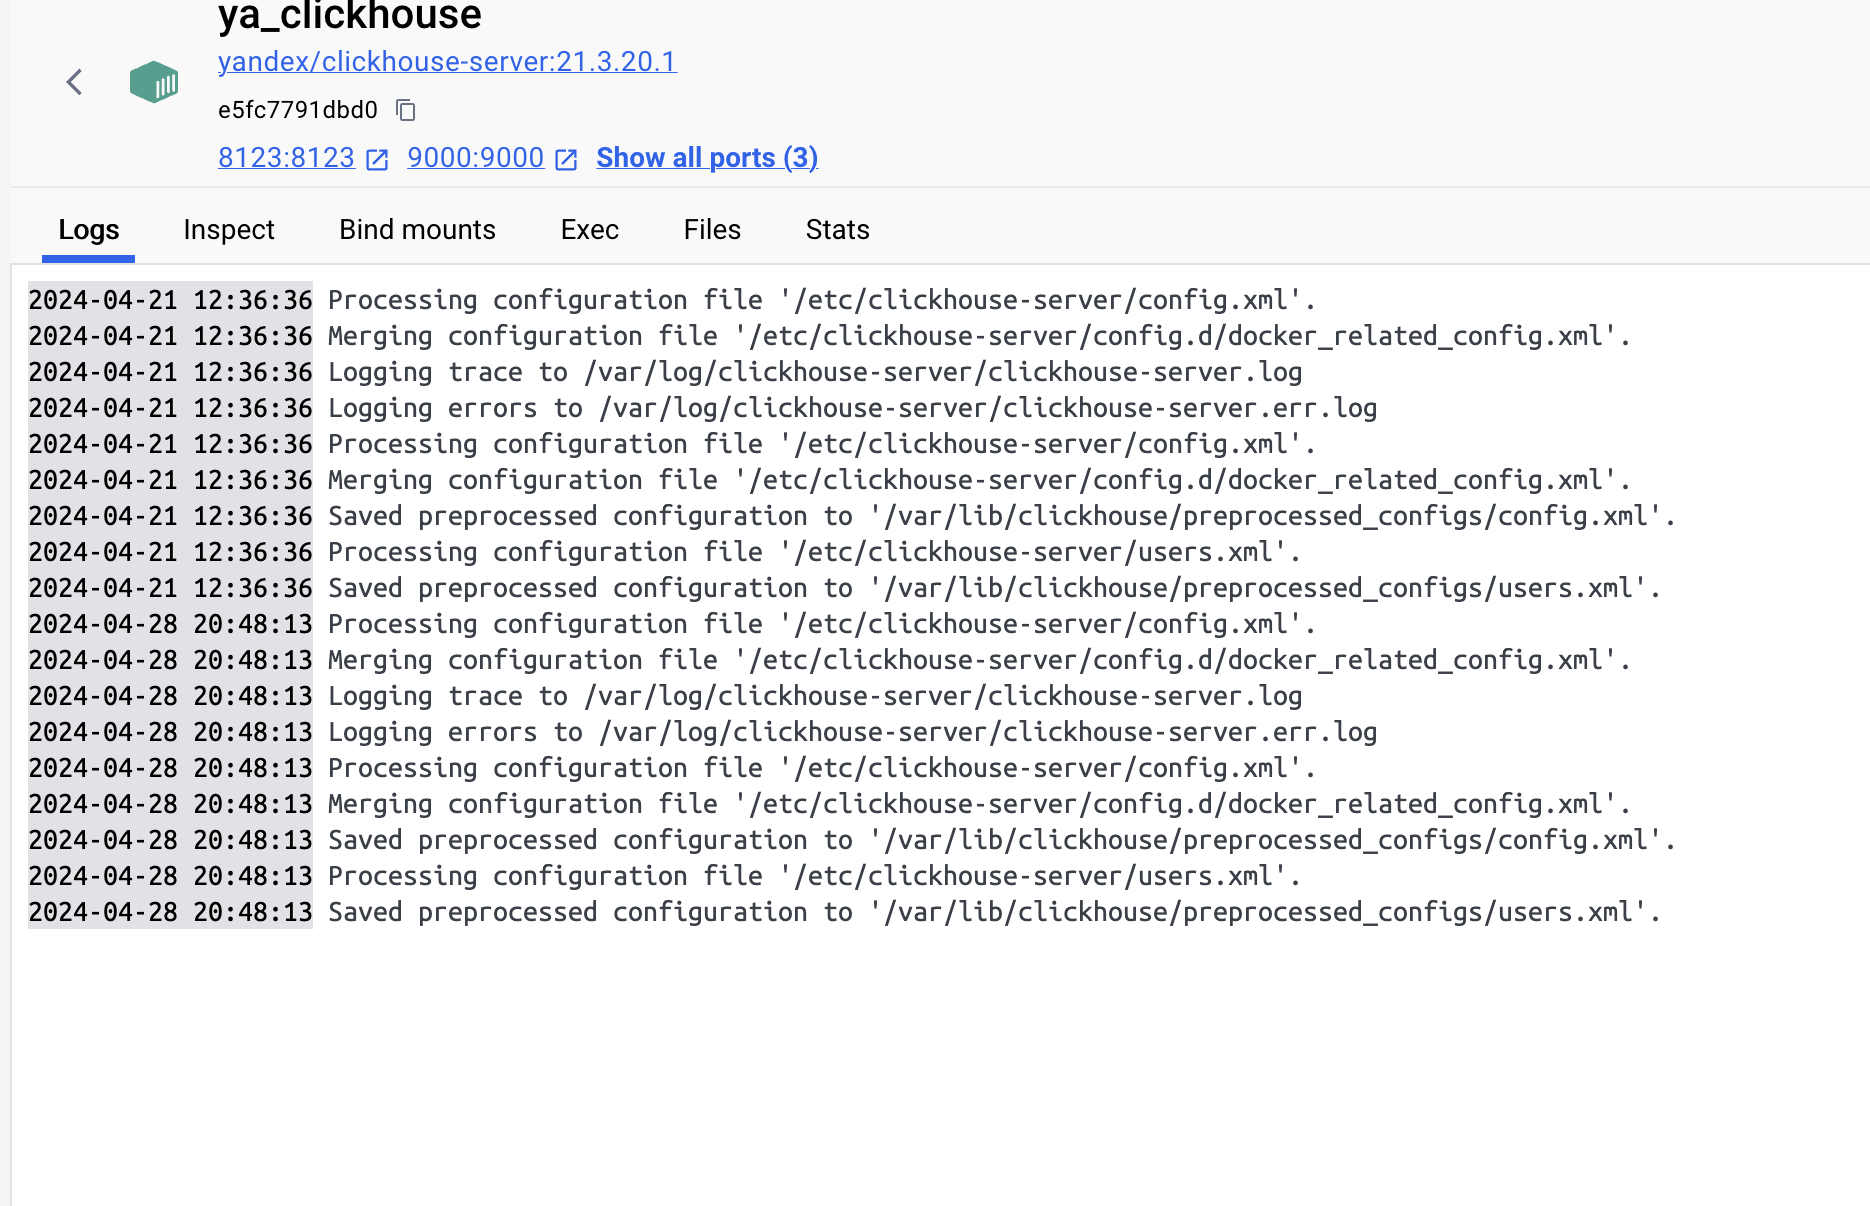 ya_clickhouse
yandex/clickhouse-server:21.3.20.1
e5fc7791dbd0
8123:8123 9000:9000 Show all ports (3)
Logs Inspect Bind mounts Exec Files Stats
2024-04-21 12:36:36 Processing configuration file '/etc/clickhouse-server/config.xml'.
2024-04-21 12:36:36 Merging configuration file '/etc/clickhouse-server/config.d/docker_related_config.xml'.
2024-04-21 12:36:36 Logging trace to /var/log/clickhouse-server/clickhouse-server.log
2024-04-21 12:36:36 Logging errors to /var/log/clickhouse-server/clickhouse-server.err.log
2024-04-21 12:36:36 Processing configuration file '/etc/clickhouse-server/config.xml'.
2024-04-21 12:36:36 Merging configuration file '/etc/clickhouse-server/config.d/docker_related_config.xml'.
2024-04-21 12:36:36 Saved preprocessed configuration to '/var/lib/clickhouse/preprocessed_configs/config.xml'.
2024-04-21 12:36:36 Processing configuration file '/etc/clickhouse-server/users.xml'.
2024-04-21 12:36:36 Saved preprocessed configuration to '/var/lib/clickhouse/preprocessed_configs/users.xml'.
2024-04-28 20:48:13 Processing configuration file '/etc/clickhouse-server/config.xml'.
2024-04-28 20:48:13 Merging configuration file '/etc/clickhouse-server/config.d/docker_related_config.xml'.
2024-04-28 20:48:13 Logging trace to /var/log/clickhouse-server/clickhouse-server.log
2024-04-28 20:48:13 Logging errors to /var/log/clickhouse-server/clickhouse-server.err.log
2024-04-28 20:48:13 Processing configuration file '/etc/clickhouse-server/config.xml'.
2024-04-28 20:48:13 Merging configuration file '/etc/clickhouse-server/config.d/docker_related_config.xml'.
2024-04-28 20:48:13 Saved preprocessed configuration to '/var/lib/clickhouse/preprocessed_configs/config.xml'.
2024-04-28 20:48:13 Processing configuration file '/etc/clickhouse-server/users.xml'.
2024-04-28 20:48:13 Saved preprocessed configuration to '/var/lib/clickhouse/preprocessed_configs/users.xml'.